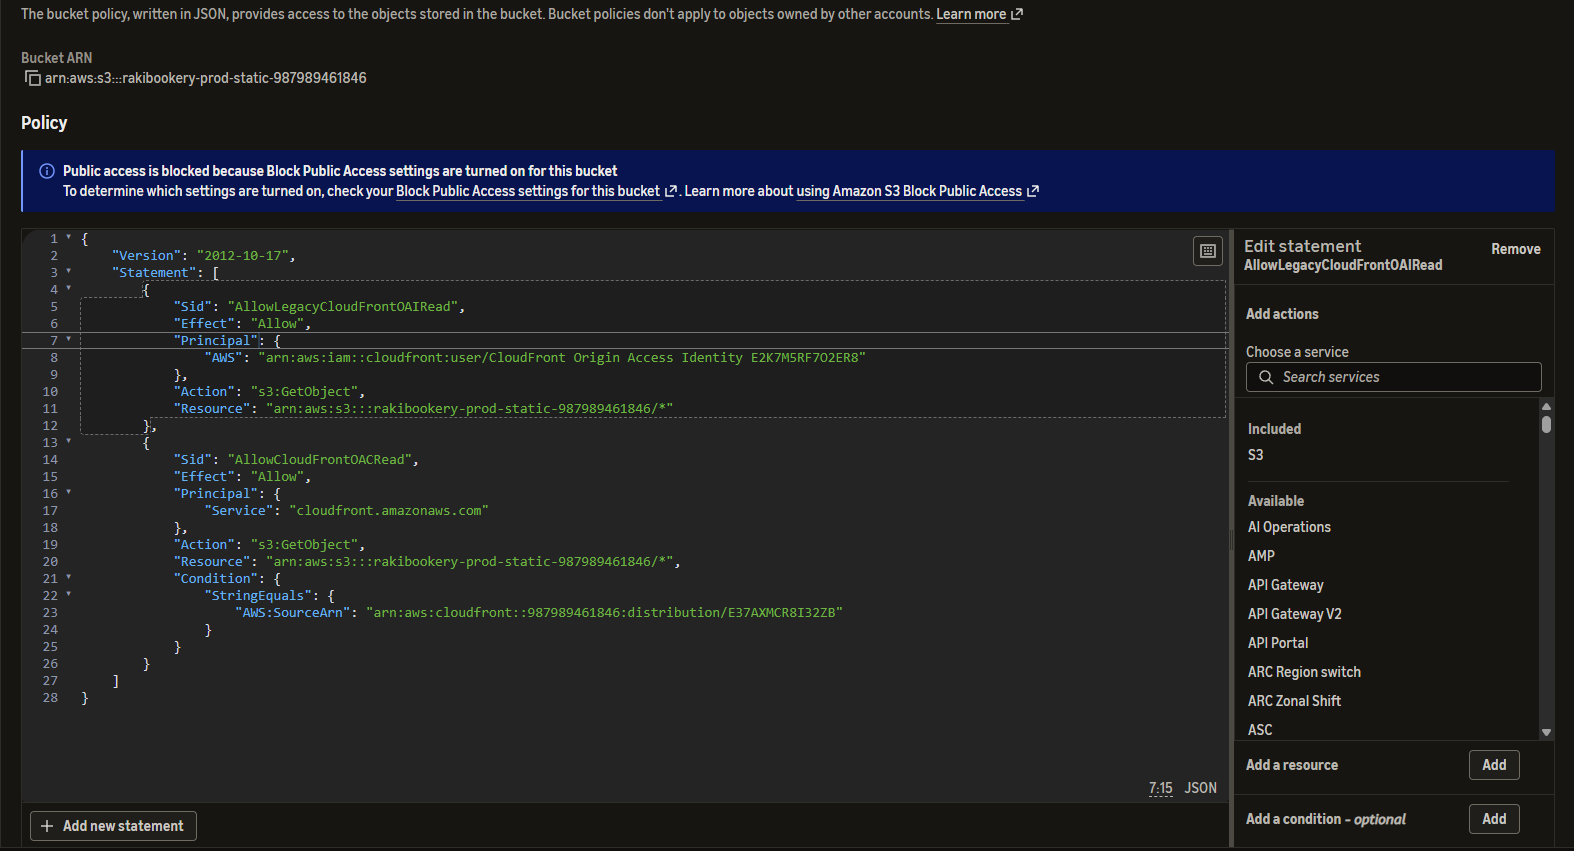 The bucket policy, written in JSON, provides access to the objects stored in the bucket. Bucket policies don't apply to objects owned by other accounts. Learn more
Bucket ARN
arn:aws:s3:::rakibookery-prod-static-987989461846
Policy
Public access is blocked because Block Public Access settings are turned on for this bucket
To determine which settings are turned on, check your Block Public Access settings for this bucket. Learn more about using Amazon S3 Block Public Access
1 {
2 "Version": "2012-10-17",
3 "Statement": [
4 {
5 "Sid": "AllowLegacyCloudFrontOAIRead",
6 "Effect": "Allow",
7 "Principal": {
8 "AWS": "arn:aws:iam::cloudfront:user/CloudFront Origin Access Identity E2K7M5RF7O2ER8"
9 },
10 "Action": "s3:GetObject",
11 "Resource": "arn:aws:s3:::rakibookery-prod-static-987989461846/*"
12 },
13 {
14 "Sid": "AllowCloudFrontOACRead",
15 "Effect": "Allow",
16 "Principal": {
17 "Service": "cloudfront.amazonaws.com"
18 },
19 "Action": "s3:GetObject",
20 "Resource": "arn:aws:s3:::rakibookery-prod-static-987989461846/*",
21 "Condition": {
22 "StringEquals": {
23 "AWS:SourceArn": "arn:aws:cloudfront::987989461846:distribution/E37AXMCR8I32ZB"
24 }
25 }
26 }
27 ]
28 }
7:15 JSON
+ Add new statement
Edit statement
Remove
AllowLegacyCloudFrontOAIRead
Add actions
Choose a service
Search services
Included
S3
Available
AI Operations
AMP
API Gateway
API Gateway V2
API Portal
ARC Region switch
ARC Zonal Shift
ASC
Add a resource
Add
Add a condition - optional
Add